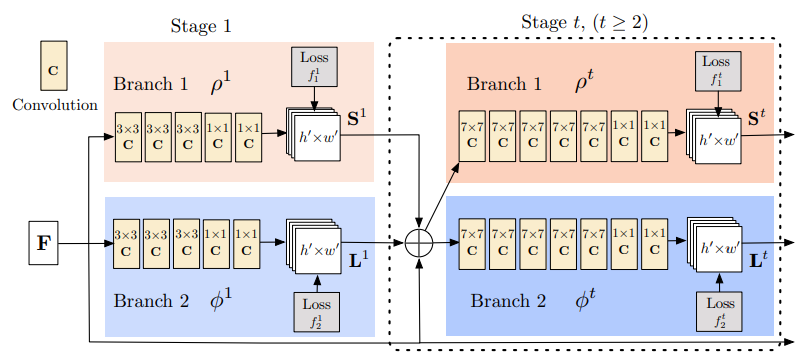 Stage 1
Stage t, (t ≥ 2)
C
Convolution
Branch 1 ρ¹
Loss
f₁¹
3×3 C 3×3 C 3×3 C 1×1 C 1×1 C
h′×w′
S¹
Branch 1 ρᵗ
Loss
f₁ᵗ
7×7 C 7×7 C 7×7 C 7×7 C 7×7 C 1×1 C 1×1 C
h′×w′
Sᵗ
F
3×3 C 3×3 C 3×3 C 1×1 C 1×1 C
h′×w′
L¹
Branch 2 ϕ¹
Loss
f₂¹
7×7 C 7×7 C 7×7 C 7×7 C 7×7 C 1×1 C 1×1 C
h′×w′
Lᵗ
Branch 2 ϕᵗ
Loss
f₂ᵗ